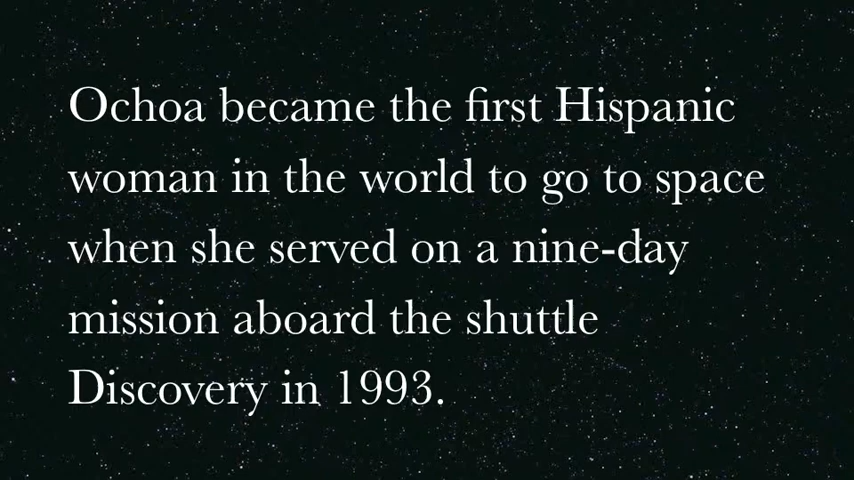 Ochoa became the first Hispanic
woman in the world to go to space
when she served on a nine-day
mission aboard the shuttle
Discovery in 1993.